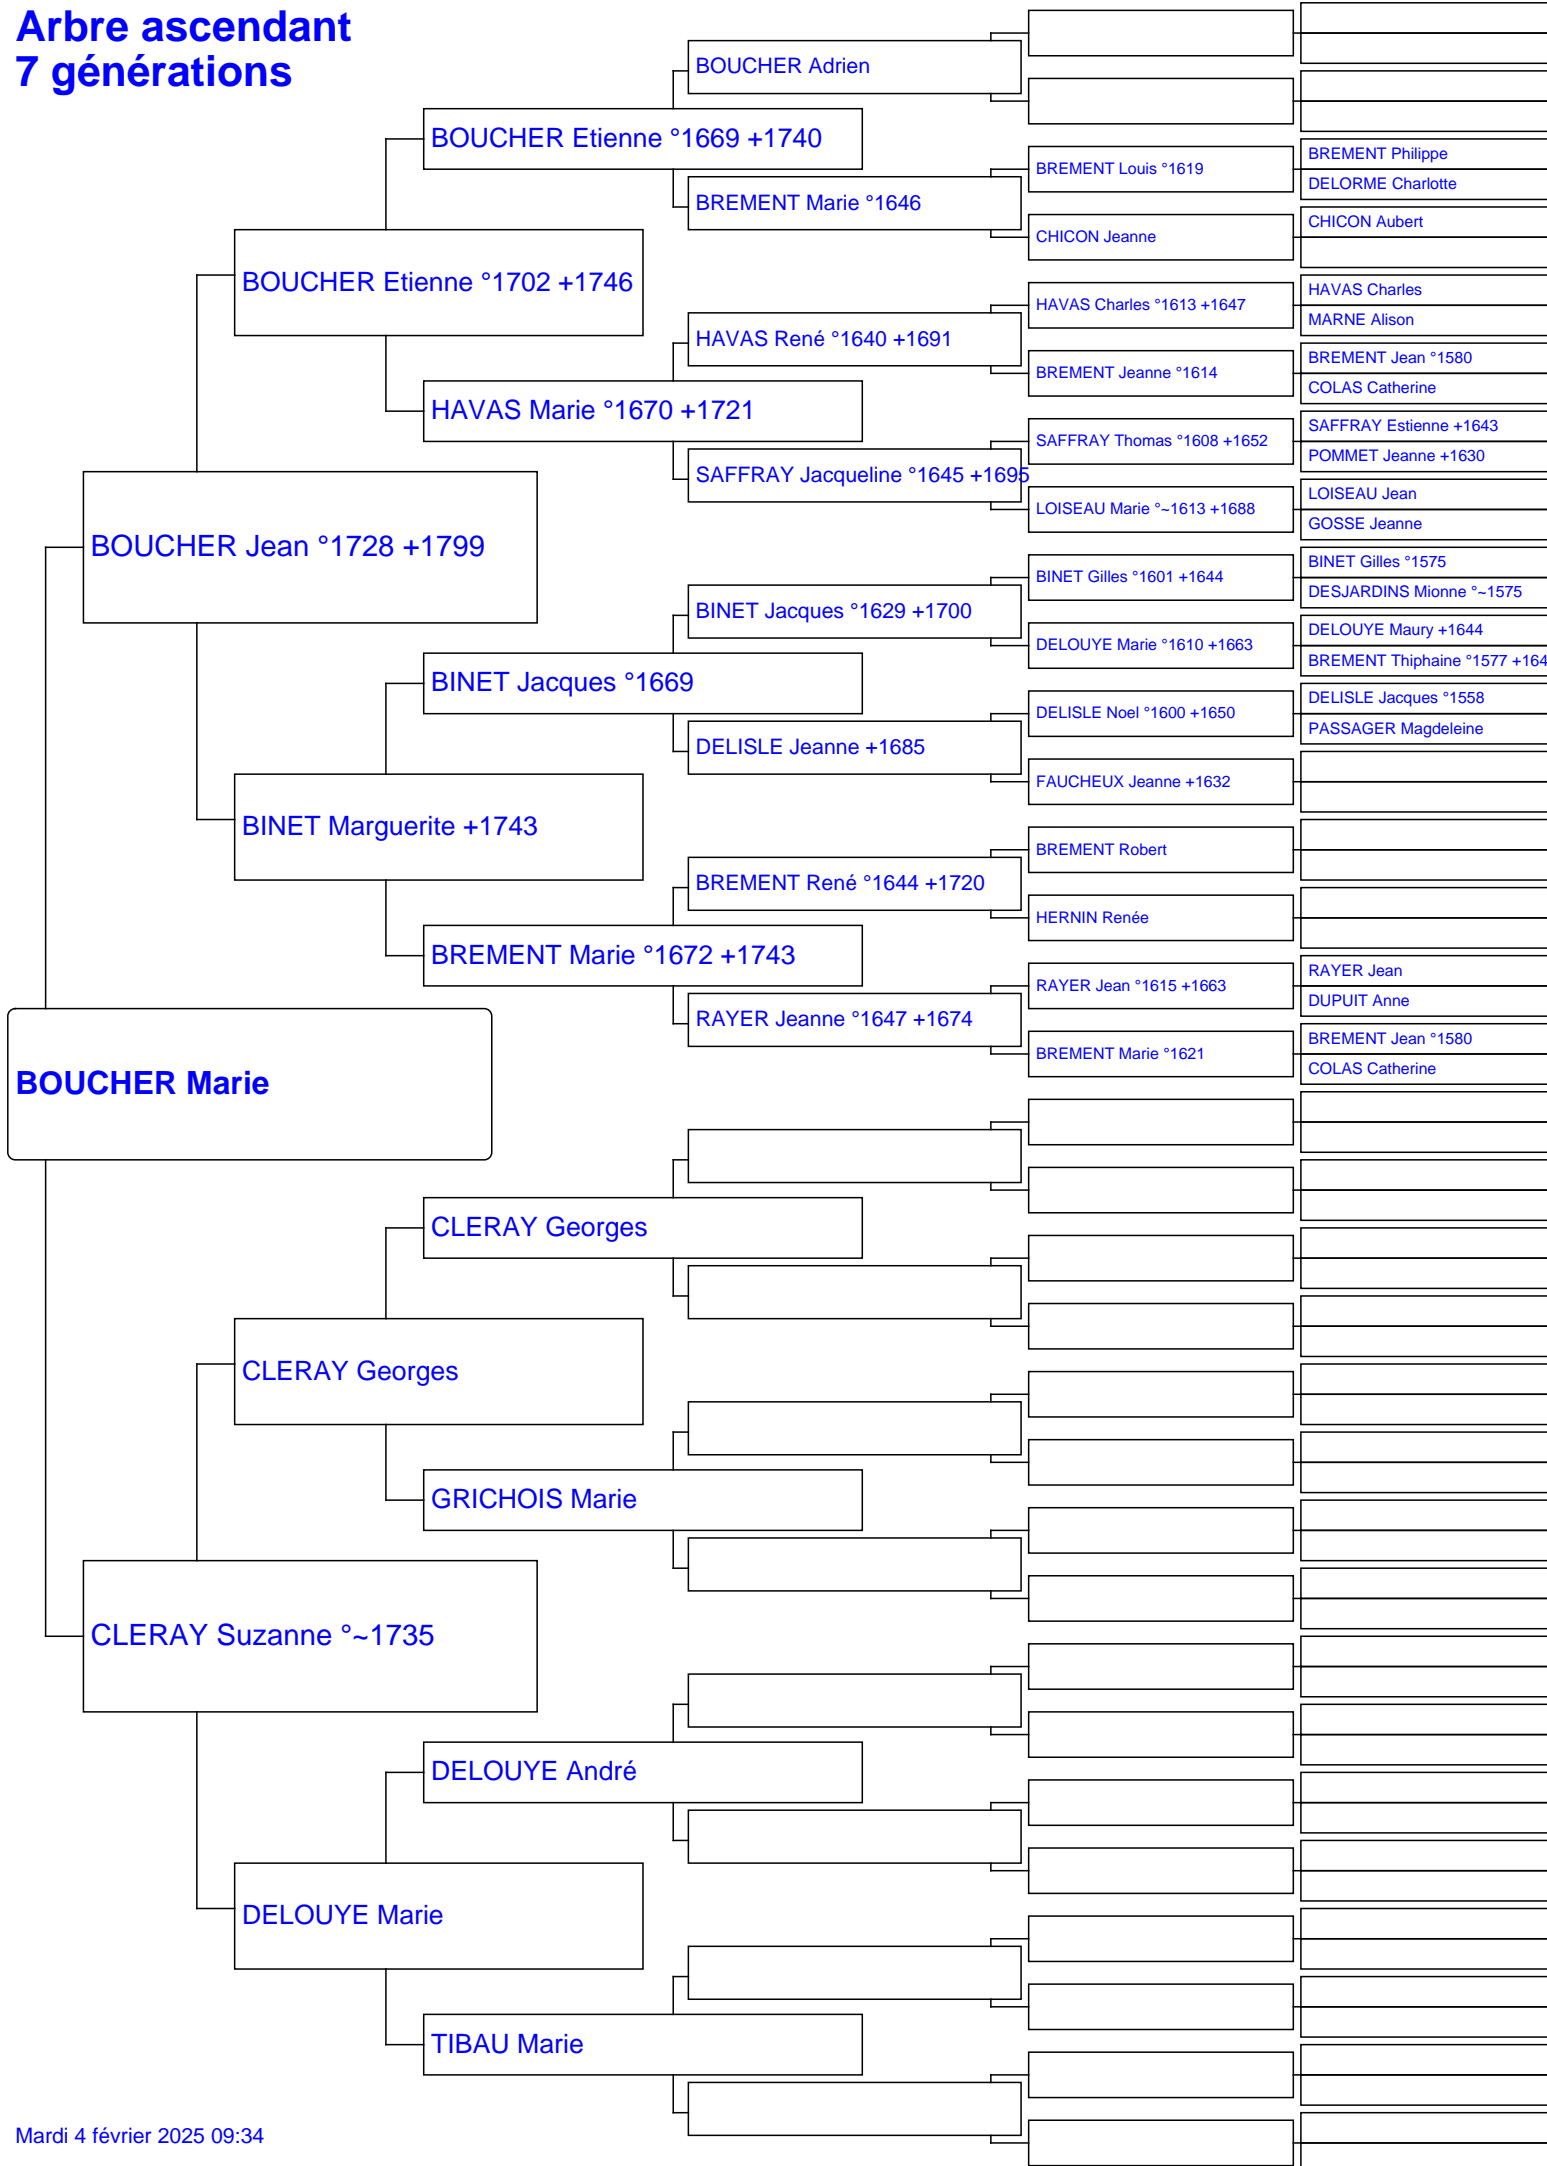 Arbre ascendant
7 générations
BOUCHER Adrien
BOUCHER Etienne °1669 +1740
BREMENT Philippe
BREMENT Louis °1619
DELORME Charlotte
BREMENT Marie °1646
CHICON Aubert
CHICON Jeanne
BOUCHER Etienne °1702 +1746
HAVAS Charles
HAVAS Charles °1613 +1647
MARNE Alison
HAVAS René °1640 +1691
BREMENT Jean °1580
BREMENT Jeanne °1614
COLAS Catherine
HAVAS Marie °1670 +1721
SAFFRAY Estienne +1643
SAFFRAY Thomas °1608 +1652
POMMET Jeanne +1630
SAFFRAY Jacqueline °1645 +1695
LOISEAU Jean
LOISEAU Marie °~1613 +1688
GOSSE Jeanne
BOUCHER Jean °1728 +1799
BINET Gilles °1575
BINET Gilles °1601 +1644
DESJARDINS Mionne °~1575
BINET Jacques °1629 +1700
DELOUYE Maury +1644
DELOUYE Marie °1610 +1663
BREMENT Thiphaine °1577 +164
BINET Jacques °1669
DELISLE Jacques °1558
DELISLE Noel °1600 +1650
PASSAGER Magdeleine
DELISLE Jeanne +1685
FAUCHEUX Jeanne +1632
BINET Marguerite +1743
BREMENT Robert
BREMENT René °1644 +1720
HERNIN Renée
BREMENT Marie °1672 +1743
RAYER Jean
RAYER Jean °1615 +1663
DUPUIT Anne
RAYER Jeanne °1647 +1674
BREMENT Jean °1580
BREMENT Marie °1621
COLAS Catherine
BOUCHER Marie
CLERAY Georges
CLERAY Georges
GRICHOIS Marie
CLERAY Suzanne °~1735
DELOUYE André
DELOUYE Marie
TIBAU Marie
Mardi 4 février 2025 09:34